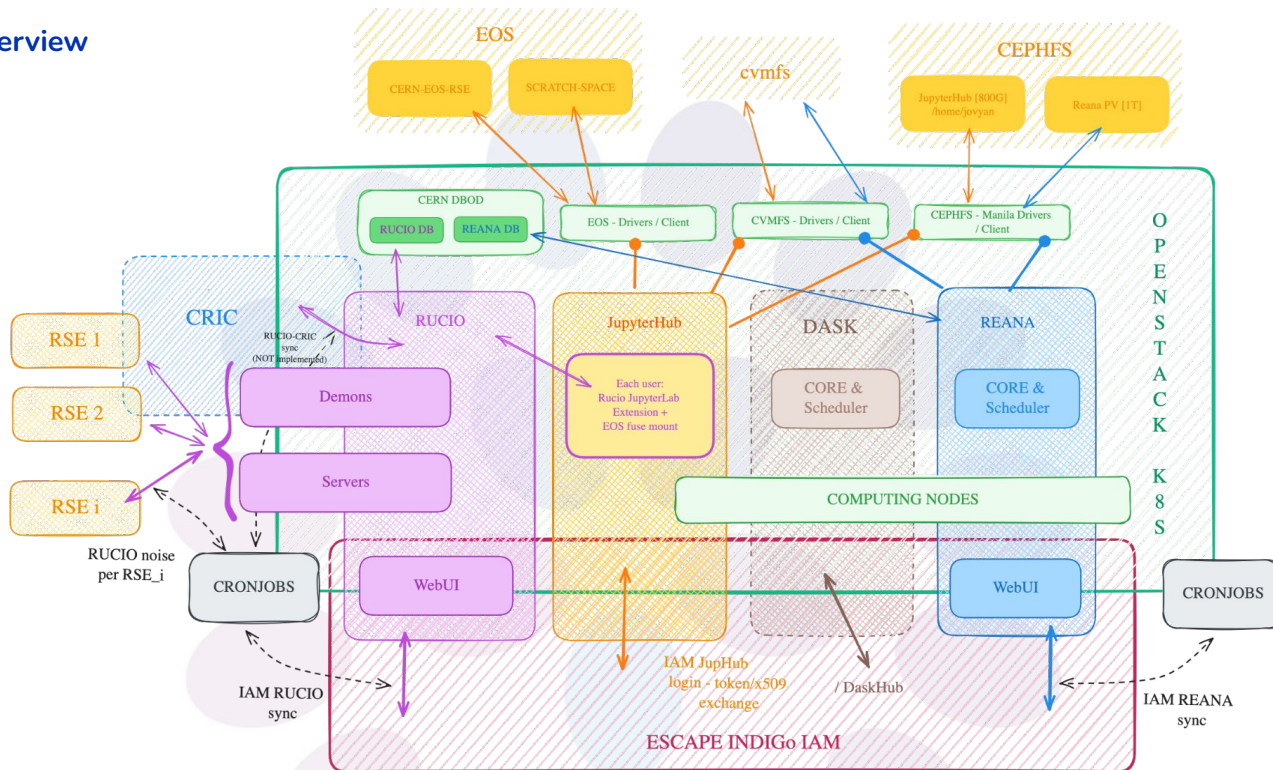 erview
EOS
CERN-EOS-RSE
SCRATCH-SPACE
cvmfs
CEPHFS
JupyterHub [800G]
/home/jovyan
Reana PV [1T]
CERN DBOD
RUCIO DB
REANA DB
EOS - Drivers / Client
CVMFS - Drivers / Client
CEPHFS - Manila Drivers
/ Client
OPENSTACK K8S
CRIC
RUCIO-CRIC
sync
(NOT implemented)
RUCIO
JupyterHub
DASK
REANA
RSE 1
RSE 2
RSE i
Demons
Servers
Each user:
Rucio JupyterLab
Extension +
EOS fuse mount
CORE &
Scheduler
CORE &
Scheduler
COMPUTING NODES
RUCIO noise
per RSE_i
CRONJOBS
WebUI
WebUI
CRONJOBS
IAM RUCIO
sync
IAM JupHub
login - token/x509
exchange
/ DaskHub
IAM REANA
sync
ESCAPE INDIGo IAM